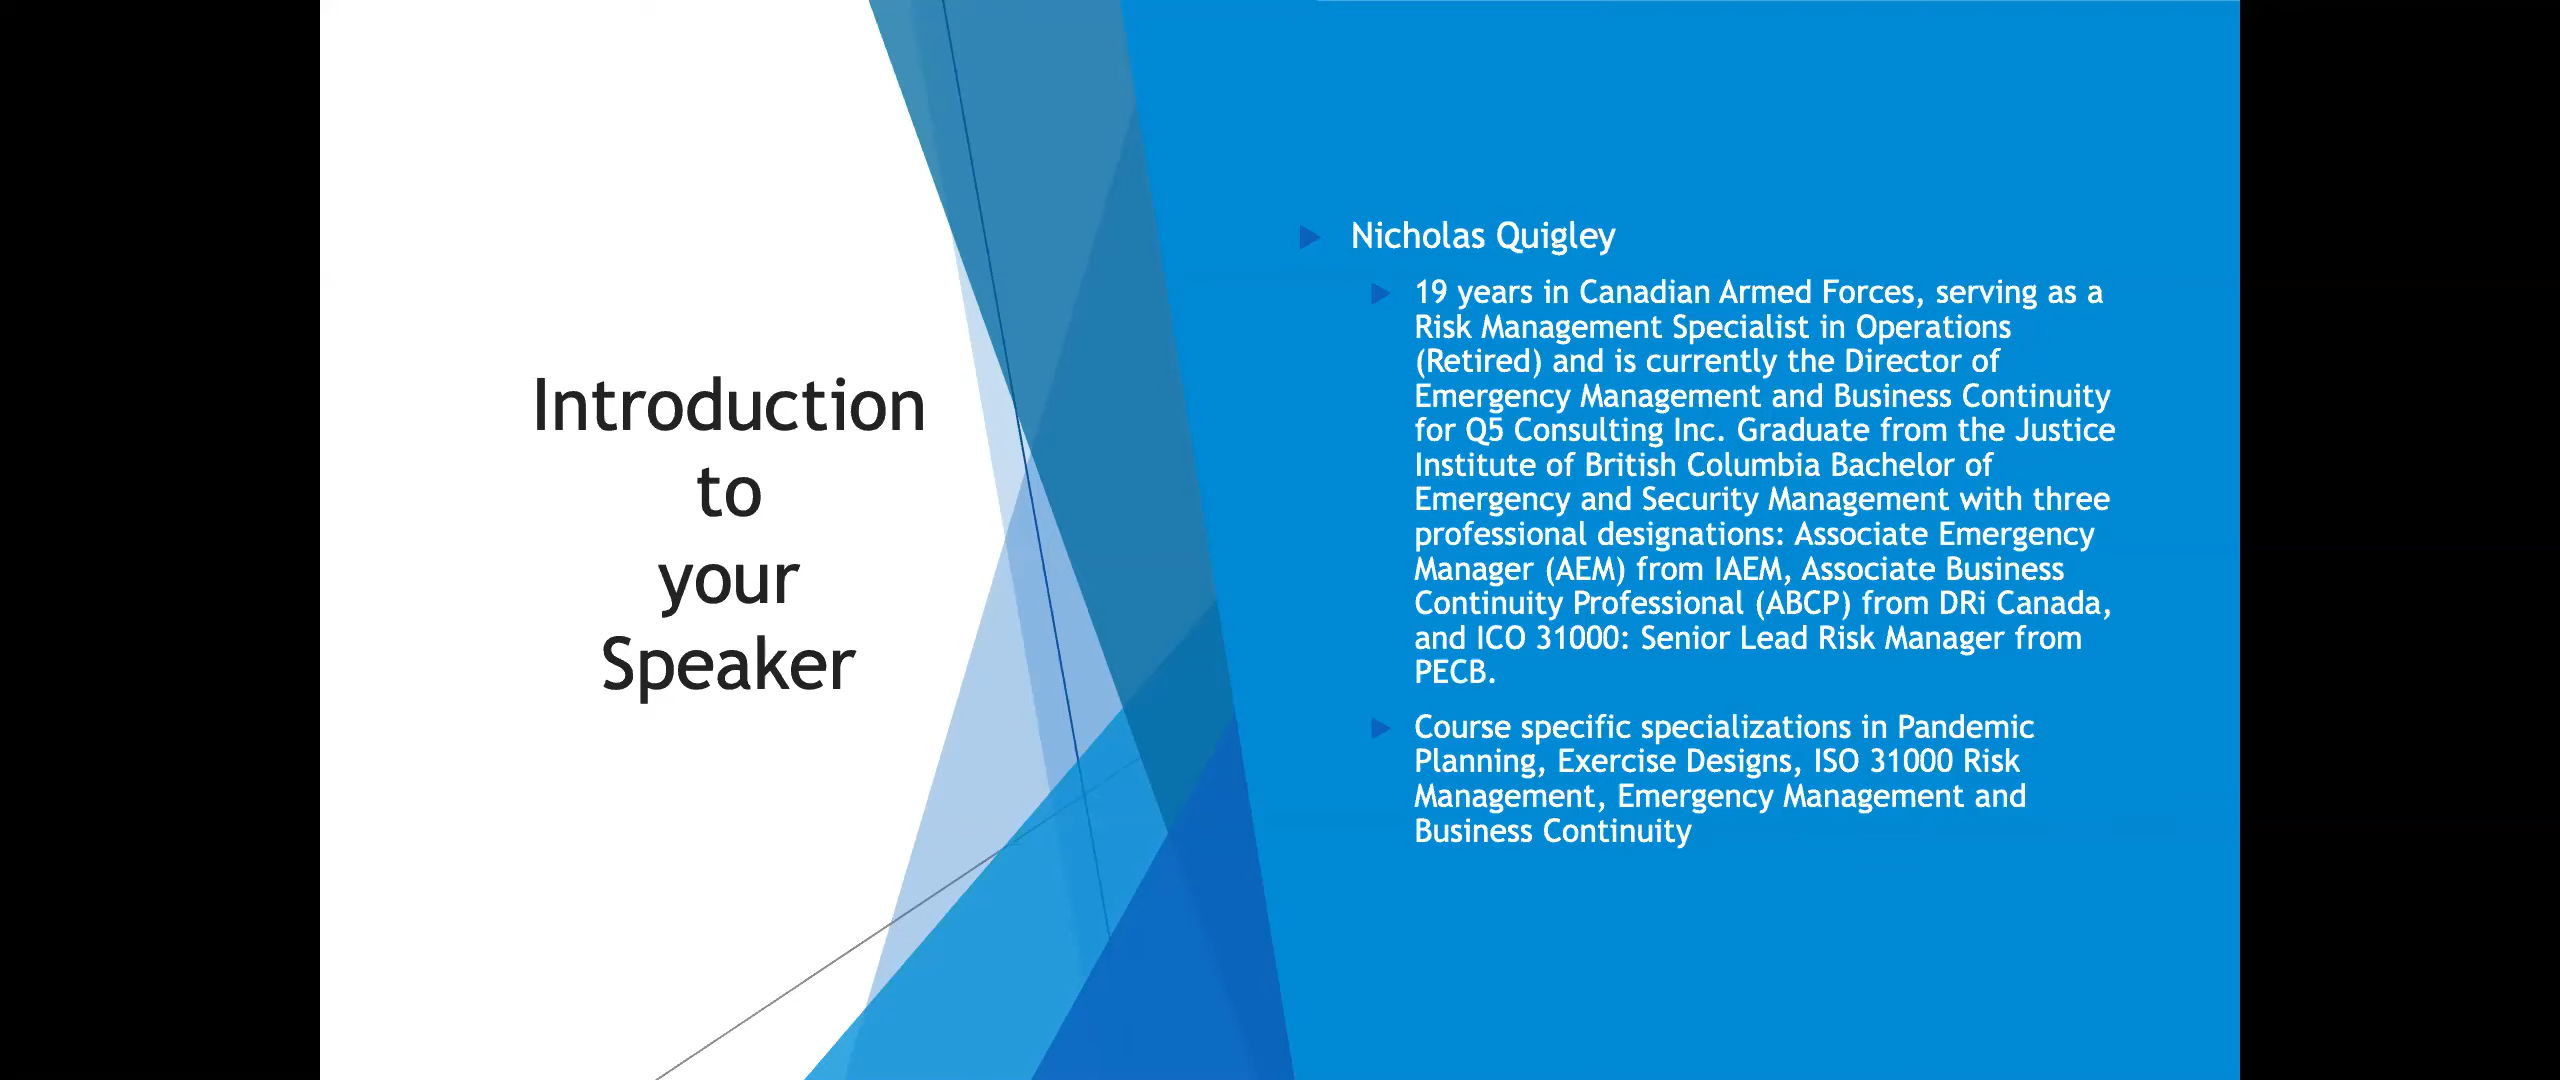 Introduction
to
your
Speaker
Nicholas Quigley
19 years in Canadian Armed Forces, serving as a
Risk Management Specialist in Operations
(Retired) and is currently the Director of
Emergency Management and Business Continuity
for Q5 Consulting Inc. Graduate from the Justice
Institute of British Columbia Bachelor of
Emergency and Security Management with three
professional designations: Associate Emergency
Manager (AEM) from IAEM, Associate Business
Continuity Professional (ABCP) from DRi Canada,
and ICO 31000: Senior Lead Risk Manager from
PECB.
Course specific specializations in Pandemic
Planning, Exercise Designs, ISO 31000 Risk
Management, Emergency Management and
Business Continuity